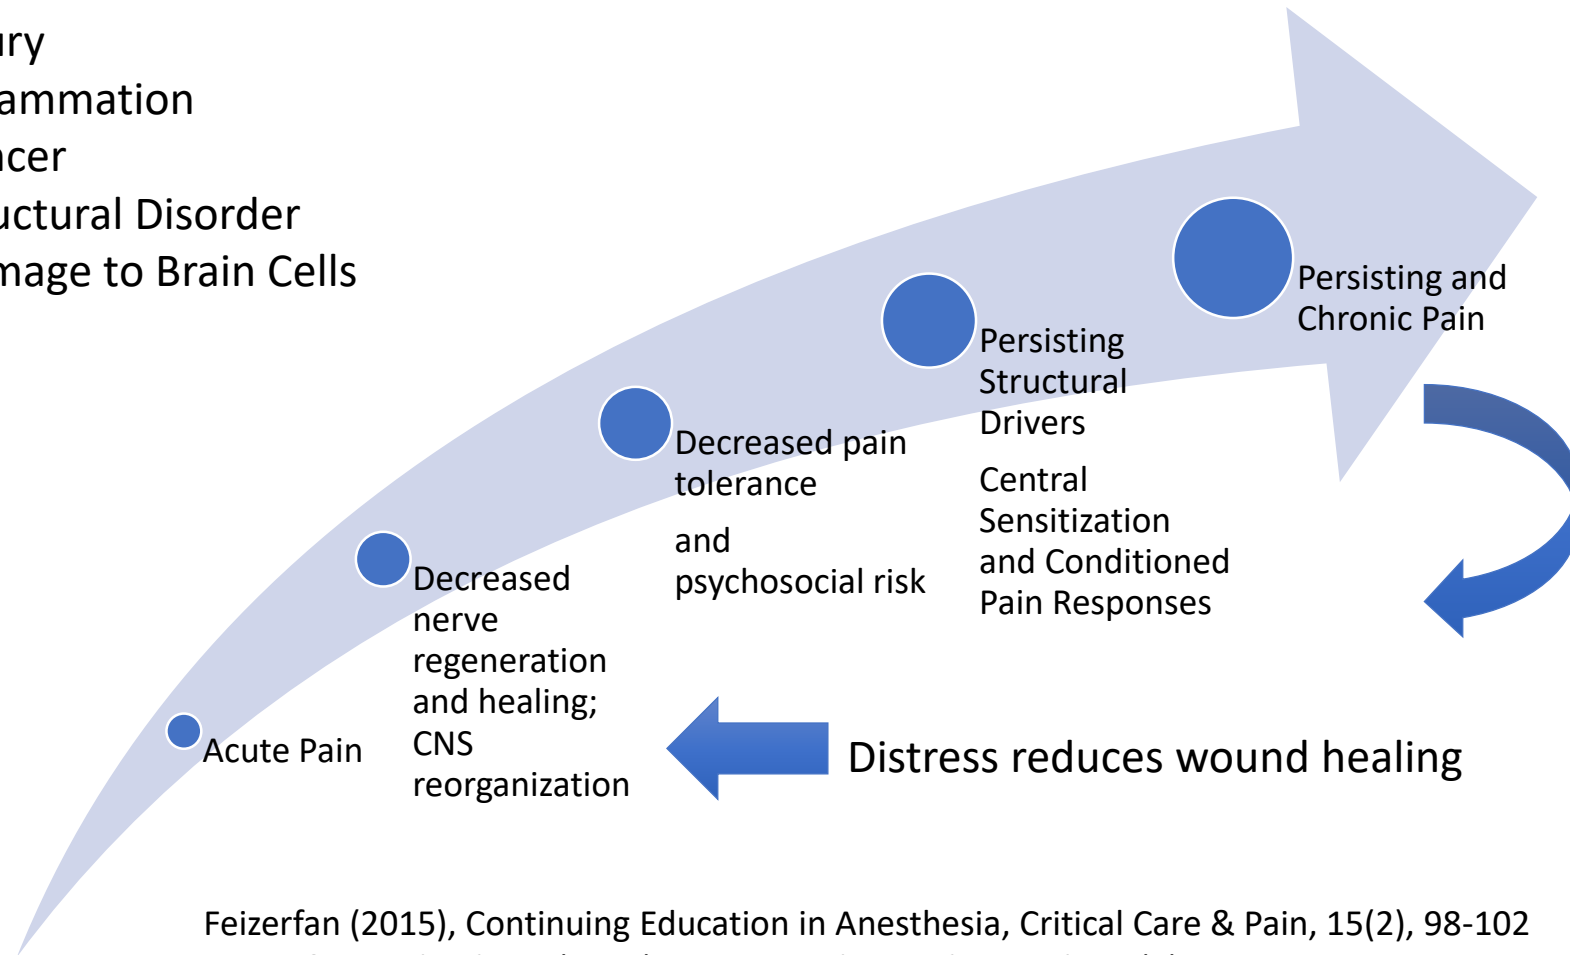 ury
ammation
ncer
uctural Disorder
mage to Brain Cells
Persisting and
Chronic Pain
Persisting
Structural
Drivers
Central
Sensitization
and Conditioned
Pain Responses
Decreased pain
tolerance
and
psychosocial risk
Decreased
nerve
regeneration
and healing;
CNS
reorganization
Acute Pain
Distress reduces wound healing
Feizerfan (2015), Continuing Education in Anesthesia, Critical Care & Pain, 15(2), 98-102